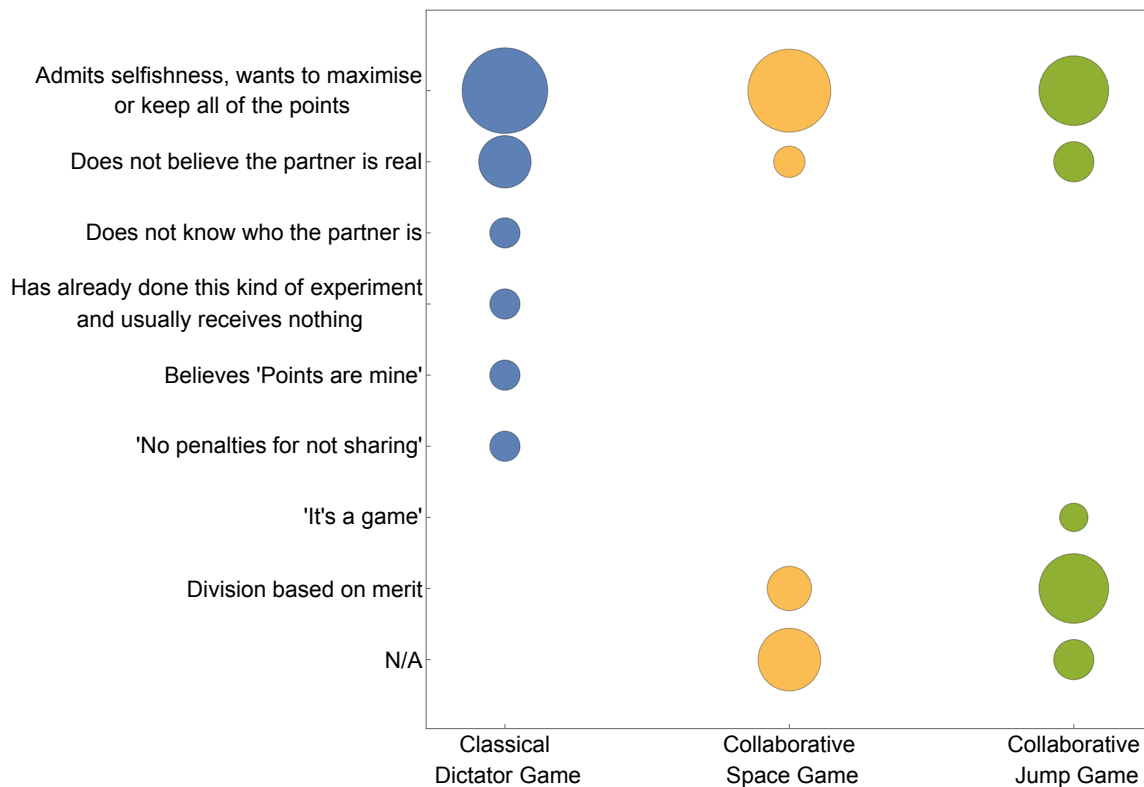 Admits selfishness, wants to maximise
or keep all of the points
Does not believe the partner is real
Does not know who the partner is
Has already done this kind of experiment
and usually receives nothing
Believes 'Points are mine'
'No penalties for not sharing'
'It's a game'
Division based on merit
N/A
Classical
Dictator Game
Collaborative
Space Game
Collaborative
Jump Game